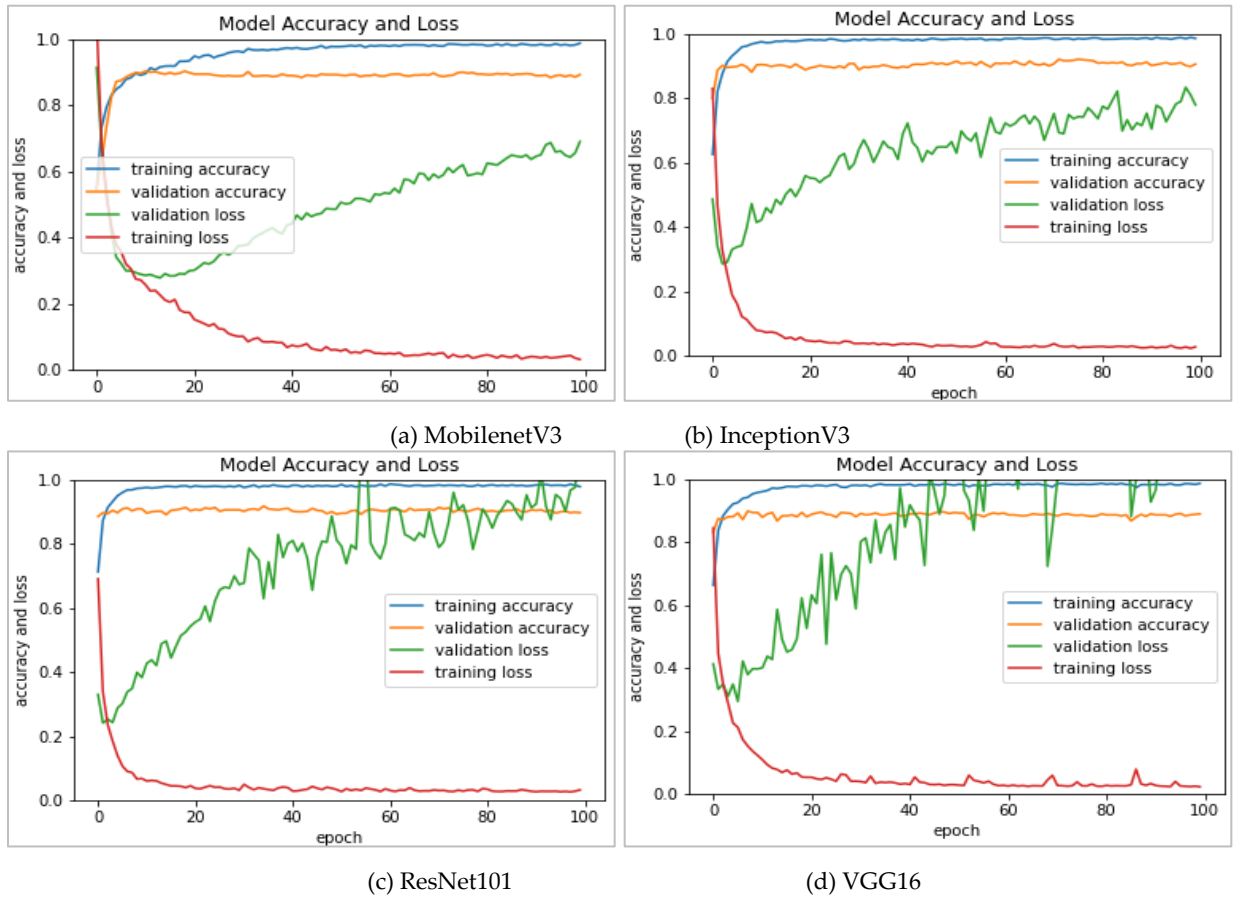 Model Accuracy and Loss
1.0
0.8
0.6
0.4
0.2
0.0
accuracy and loss
training accuracy
validation accuracy
validation loss
training loss
0 20 40 60 80 100
Model Accuracy and Loss
1.0
0.8
0.6
0.4
0.2
0.0
accuracy and loss
training accuracy
validation accuracy
validation loss
training loss
0 20 40 60 80 100
epoch
(a) MobilenetV3 (b) InceptionV3
Model Accuracy and Loss
1.0
0.8
0.6
0.4
0.2
0.0
accuracy and loss
training accuracy
validation accuracy
validation loss
training loss
0 20 40 60 80 100
epoch
Model Accuracy and Loss
1.0
0.8
0.6
0.4
0.2
0.0
accuracy and loss
training accuracy
validation accuracy
validation loss
training loss
0 20 40 60 80 100
epoch
(c) ResNet101 (d) VGG16